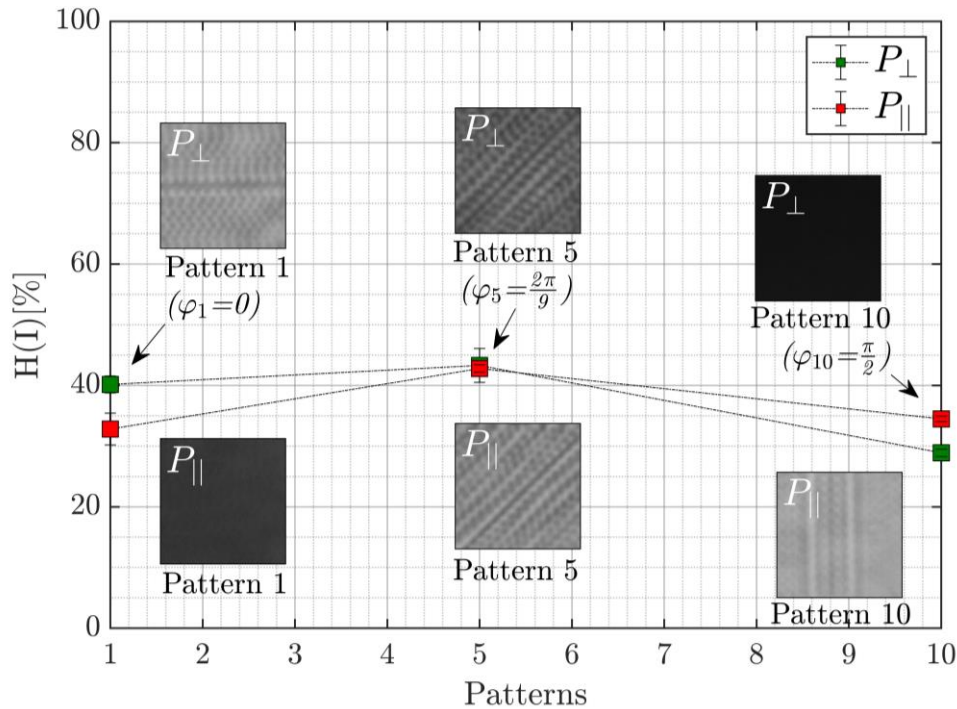 H(I)[%]
100
80
60
40
20
0
P⊥
P||
P⊥
Pattern 1
(φ₁=0)
P⊥
Pattern 5
(φ₅=2π/9)
P⊥
Pattern 10
(φ₁₀=π/2)
P||
Pattern 1
P||
Pattern 5
P||
Pattern 10
1 2 3 4 5 6 7 8 9 10
Patterns